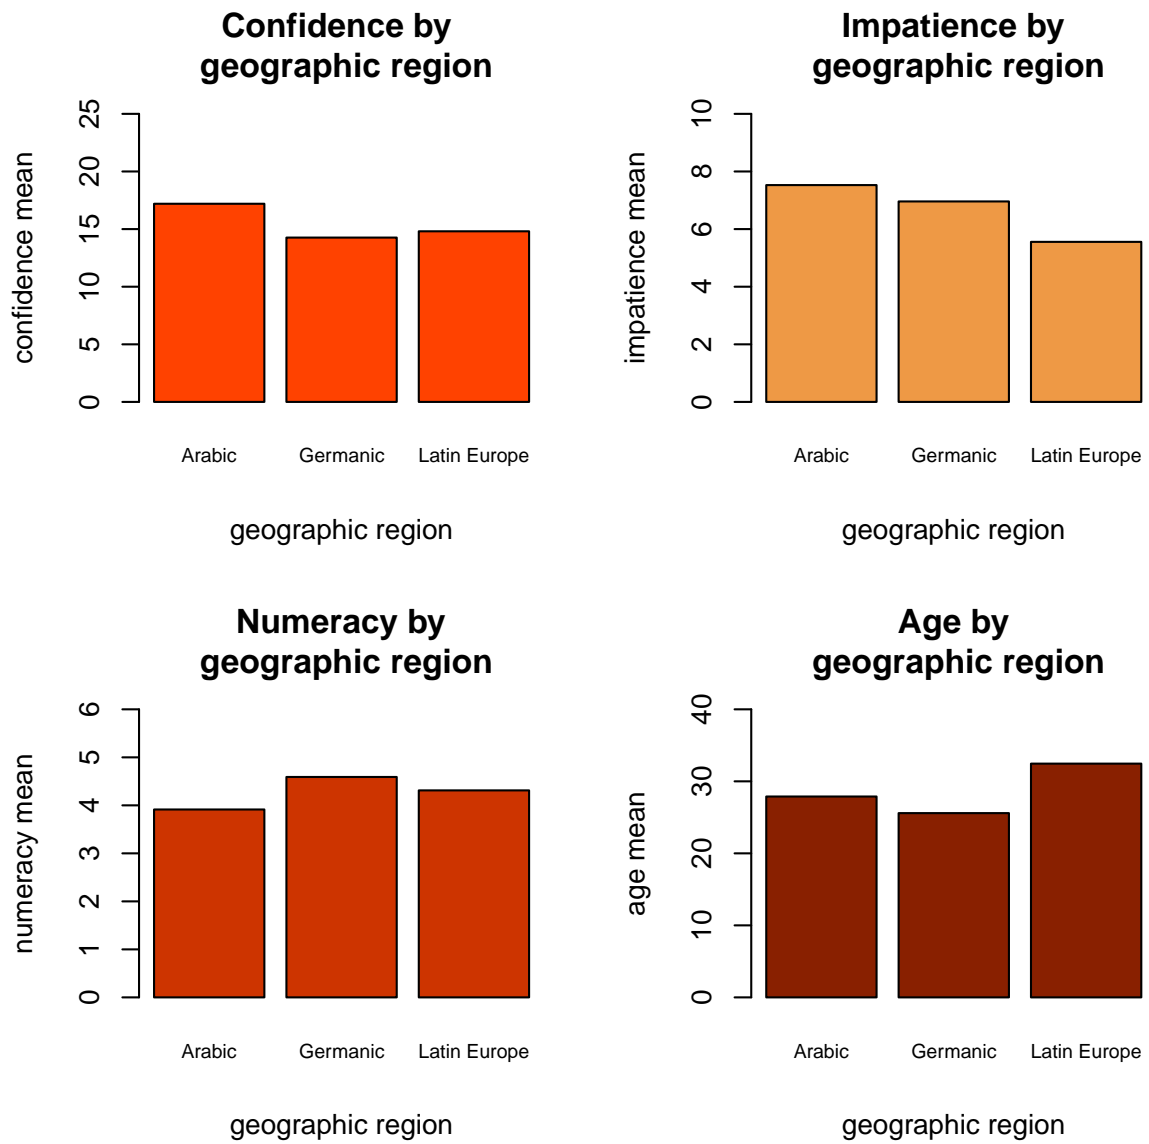 Confidence by
geographic region
confidence mean
25
20
15
10
5
0
Arabic Germanic Latin Europe
geographic region
Impatience by
geographic region
impatience mean
10
8
6
4
2
0
Arabic Germanic Latin Europe
geographic region
Numeracy by
geographic region
numeracy mean
6
5
4
3
2
1
0
Arabic Germanic Latin Europe
geographic region
Age by
geographic region
age mean
40
30
20
10
0
Arabic Germanic Latin Europe
geographic region